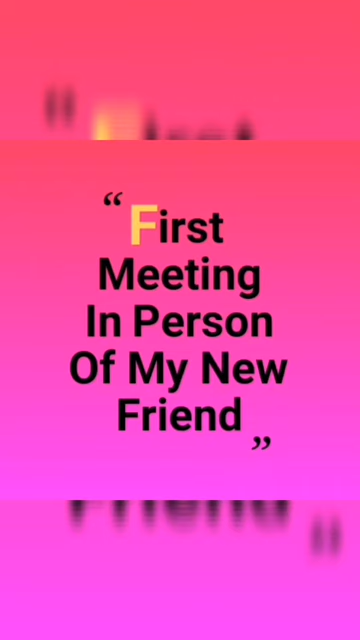 “ First
Meeting
In Person
Of My New
Friend
”